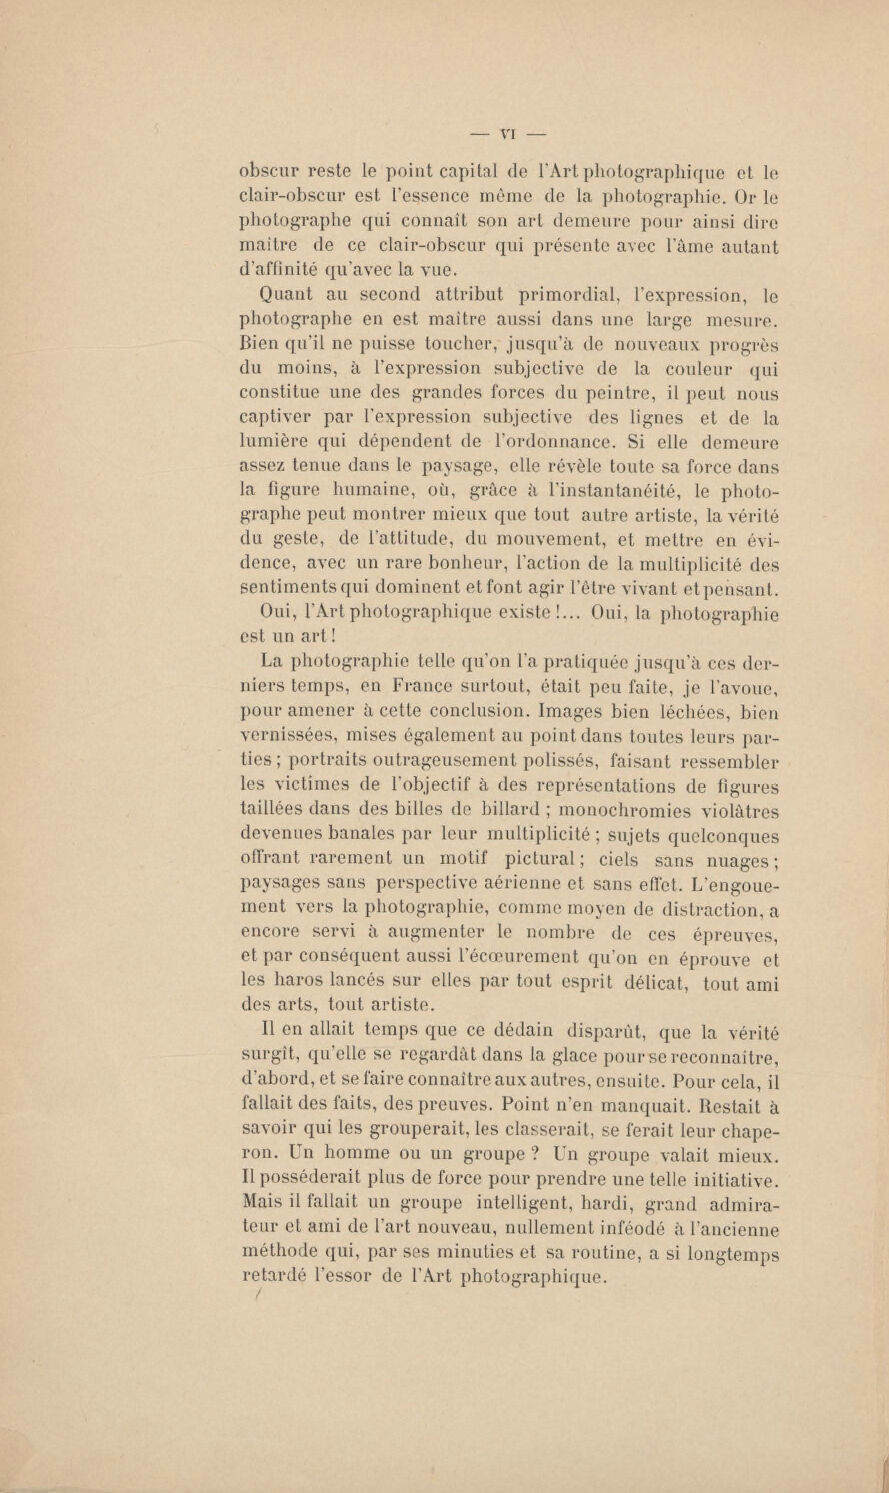 — VI —
obscur reste le point capital de l'Art photographique et le
clair-obscur est l'essence même de la photographie. Or le
photographe qui connaît son art demeure pour ainsi dire
maître de ce clair-obscur qui présente avec l'âme autant
d'affinité qu'avec la vue.
Quant au second attribut primordial, l'expression, le
photographe en est maître aussi dans une large mesure.
Bien qu'il ne puisse toucher, jusqu'à de nouveaux progrès
du moins, à l'expression subjective de la couleur qui
constitue une des grandes forces du peintre, il peut nous
captiver par l'expression subjective des lignes et de la
lumière qui dépendent de l'ordonnance. Si elle demeure
assez tenue dans le paysage, elle révèle toute sa force dans
la figure humaine, où, grâce à l'instantanéité, le photo-
graphe peut montrer mieux que tout autre artiste, la vérité
du geste, de l'attitude, du mouvement, et mettre en évi-
dence, avec un rare bonheur, l'action de la multiplicité des
sentiments qui dominent et font agir l'être vivant et pensant.
Oui, l'Art photographique existe !... Oui, la photographie
est un art !
La photographie telle qu'on l'a pratiquée jusqu'à ces der-
niers temps, en France surtout, était peu faite, je l'avoue,
pour amener à cette conclusion. Images bien léchées, bien
vernissées, mises également au point dans toutes leurs par-
ties ; portraits outrageusement polissés, faisant ressembler
les victimes de l'objectif à des représentations de figures
taillées dans des billes de billard ; monochromies violâtres
devenues banales par leur multiplicité ; sujets quelconques
offrant rarement un motif pictural ; ciels sans nuages ;
paysages sans perspective aérienne et sans effet. L'engoue-
ment vers la photographie, comme moyen de distraction, a
encore servi à augmenter le nombre de ces épreuves,
et par conséquent aussi l'écœurement qu'on en éprouve et
les haros lancés sur elles par tout esprit délicat, tout ami
des arts, tout artiste.
Il en allait temps que ce dédain disparût, que la vérité
surgît, qu'elle se regardât dans la glace pour se reconnaître,
d'abord, et se faire connaître aux autres, ensuite. Pour cela, il
fallait des faits, des preuves. Point n'en manquait. Restait à
savoir qui les grouperait, les classerait, se ferait leur chape-
ron. Un homme ou un groupe ? Un groupe valait mieux.
Il posséderait plus de force pour prendre une telle initiative.
Mais il fallait un groupe intelligent, hardi, grand admira-
teur et ami de l'art nouveau, nullement inféodé à l'ancienne
méthode qui, par ses minuties et sa routine, a si longtemps
retardé l'essor de l'Art photographique.